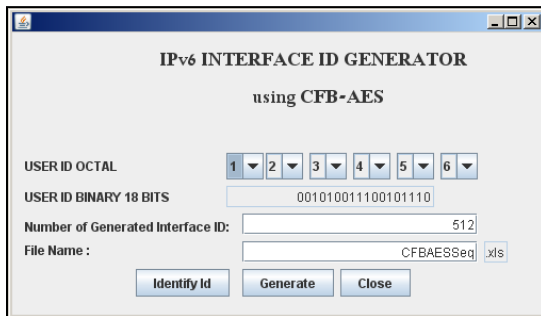 IPv6 INTERFACE ID GENERATOR
using CFB-AES
USER ID OCTAL 1 2 3 4 5 6
USER ID BINARY 18 BITS 001010011100101110
Number of Generated Interface ID: 512
File Name : CFBAESSeq .xls
Identify Id Generate Close